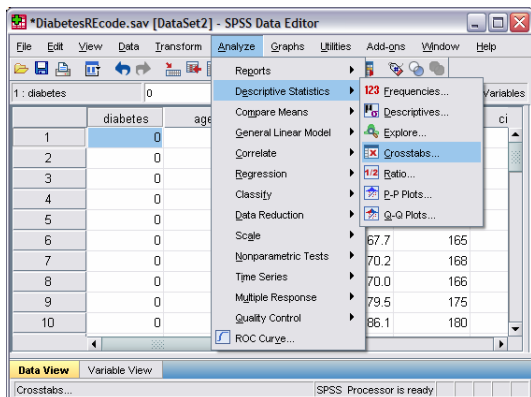 *DiabetesREcode.sav [DataSet2] - SPSS Data Editor
File Edit View Data Transform Analyze Graphs Utilities Add-ons Window Help
1 : diabetes 0 Variables
diabetes age ci
1 0
2 0
3 0
4 0
5 0
6 0 67.7 165
7 0 70.2 168
8 0 70.0 166
9 0 79.5 175
10 0 86.1 180
Reports
Descriptive Statistics
Compare Means
General Linear Model
Correlate
Regression
Classify
Data Reduction
Scale
Nonparametric Tests
Time Series
Multiple Response
Quality Control
ROC Curve...
123 Frequencies...
Descriptives...
Explore...
Crosstabs...
1/2 Ratio...
P-P Plots...
Q-Q Plots...
Data View Variable View
Crosstabs... SPSS Processor is ready